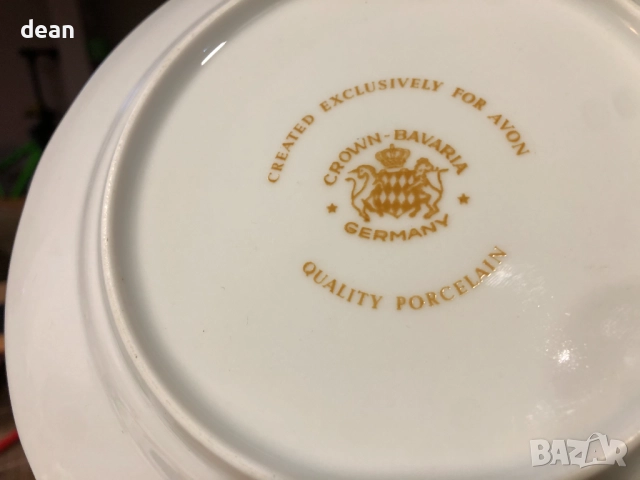 dean
CREATED EXCLUSIVELY FOR AVON
CROWN-BAVARIA
GERMANY
QUALITY PORCELAIN
BAZAR